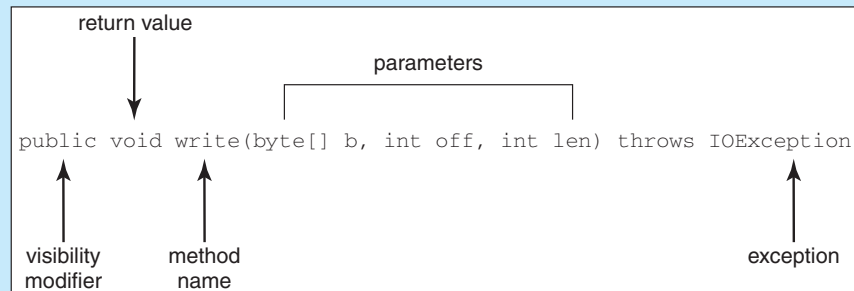 return value
parameters
public void write(byte[] b, int off, int len) throws IOException
visibility
modifier
method
name
exception